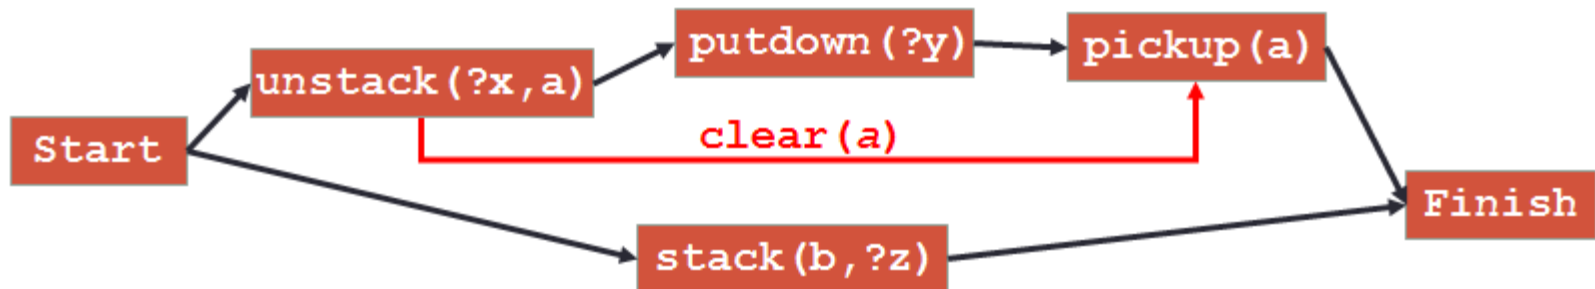 putdown(?y)
pickup(a)
unstack(?x,a)
clear(a)
Start
Finish
stack(b,?z)